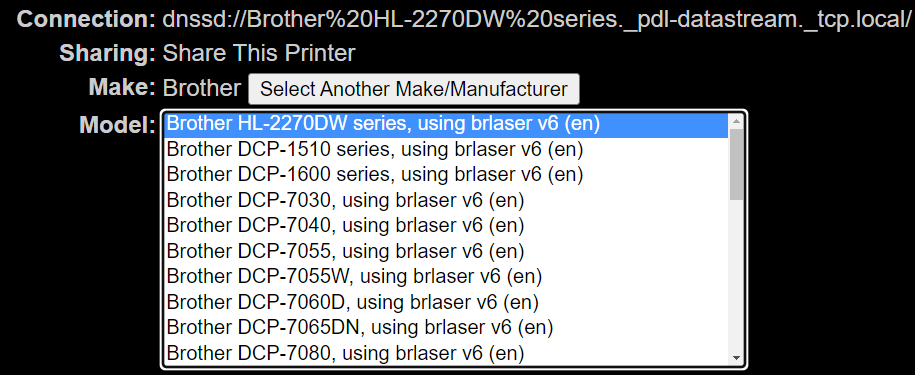 Connection: dnssd://Brother%20HL-2270DW%20series._pdl-datastream._tcp.local/
Sharing: Share This Printer
Make: Brother Select Another Make/Manufacturer
Model: Brother HL-2270DW series, using brlaser v6 (en)
Brother DCP-1510 series, using brlaser v6 (en)
Brother DCP-1600 series, using brlaser v6 (en)
Brother DCP-7030, using brlaser v6 (en)
Brother DCP-7040, using brlaser v6 (en)
Brother DCP-7055, using brlaser v6 (en)
Brother DCP-7055W, using brlaser v6 (en)
Brother DCP-7060D, using brlaser v6 (en)
Brother DCP-7065DN, using brlaser v6 (en)
Brother DCP-7080, using brlaser v6 (en)